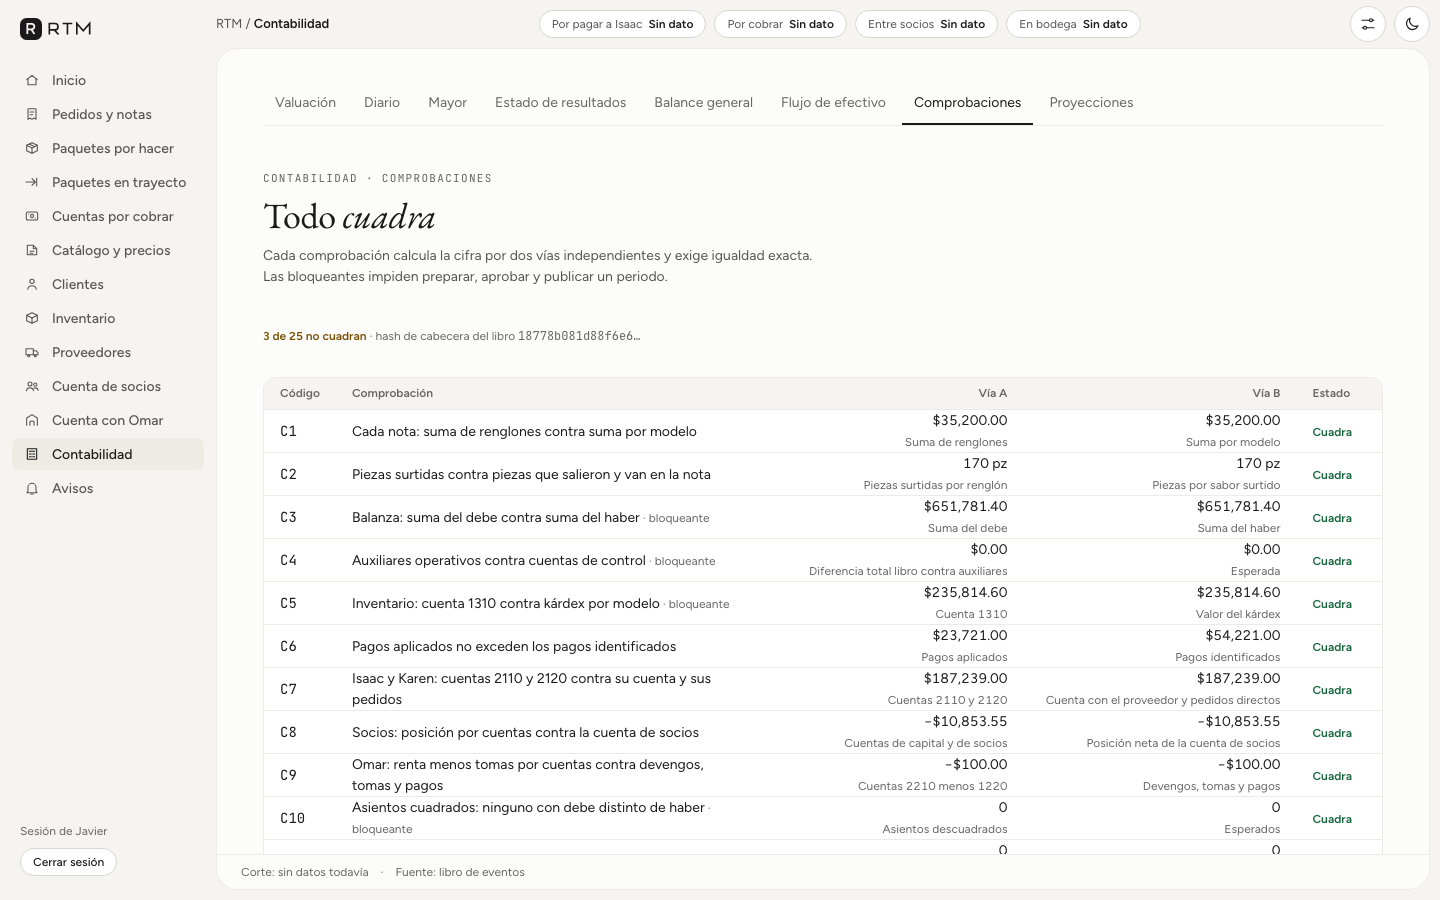 R RTM
RTM / Contabilidad
Por pagar a Isaac Sin dato
Por cobrar Sin dato
Entre socios Sin dato
En bodega Sin dato
Inicio
Pedidos y notas
Paquetes por hacer
Paquetes en trayecto
Cuentas por cobrar
Catálogo y precios
Clientes
Inventario
Proveedores
Cuenta de socios
Cuenta con Omar
Contabilidad
Avisos
Sesión de Javier
Cerrar sesión
Valuación Diario Mayor Estado de resultados Balance general Flujo de efectivo Comprobaciones Proyecciones
CONTABILIDAD · COMPROBACIONES
Todo cuadra
Cada comprobación calcula la cifra por dos vías independientes y exige igualdad exacta.
Las bloqueantes impiden preparar, aprobar y publicar un periodo.
3 de 25 no cuadran · hash de cabecera del libro 18778b081d88f6e6…
Código Comprobación Vía A Vía B Estado
C1 Cada nota: suma de renglones contra suma por modelo $35,200.00 $35,200.00 Cuadra
Suma de renglones Suma por modelo
C2 Piezas surtidas contra piezas que salieron y van en la nota 170 pz 170 pz Cuadra
Piezas surtidas por renglón Piezas por sabor surtido
C3 Balanza: suma del debe contra suma del haber · bloqueante $651,781.40 $651,781.40 Cuadra
Suma del debe Suma del haber
C4 Auxiliares operativos contra cuentas de control · bloqueante $0.00 $0.00 Cuadra
Diferencia total libro contra auxiliares Esperada
C5 Inventario: cuenta 1310 contra kárdex por modelo · bloqueante $235,814.60 $235,814.60 Cuadra
Cuenta 1310 Valor del kárdex
C6 Pagos aplicados no exceden los pagos identificados $23,721.00 $54,221.00 Cuadra
Pagos aplicados Pagos identificados
C7 Isaac y Karen: cuentas 2110 y 2120 contra su cuenta y sus $187,239.00 $187,239.00 Cuadra
pedidos Cuentas 2110 y 2120 Cuenta con el proveedor y pedidos directos
C8 Socios: posición por cuentas contra la cuenta de socios −$10,853.55 −$10,853.55 Cuadra
Cuentas de capital y de socios Posición neta de la cuenta de socios
C9 Omar: renta menos tomas por cuentas contra devengos, −$100.00 −$100.00 Cuadra
tomas y pagos Cuentas 2210 menos 1220 Devengos, tomas y pagos
C10 Asientos cuadrados: ninguno con debe distinto de haber · 0 0 Cuadra
bloqueante Asientos descuadrados Esperados
0 0
Corte: sin datos todavía · Fuente: libro de eventos